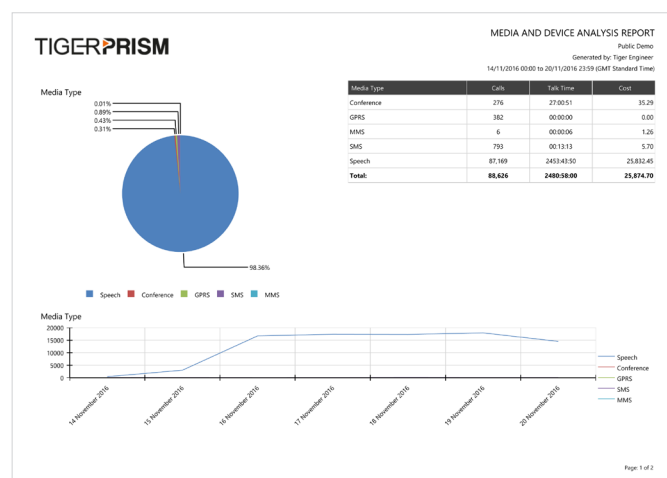 TIGER PRISM
MEDIA AND DEVICE ANALYSIS REPORT
Public Demo
Generated by: Tiger Engineer
14/11/2016 00:00 to 20/11/2016 23:59 (GMT Standard Time)
Media Type
0.01%
0.89%
0.43%
0.31%
98.36%
Speech Conference GPRS SMS MMS
Media Type Calls Talk Time Cost
Conference 276 27:00:51 35.29
GPRS 382 00:00:00 0.00
MMS 6 00:00:06 1.26
SMS 793 00:13:13 5.70
Speech 87,169 2453:43:50 25,832.45
Total: 88,626 2480:58:00 25,874.70
Media Type
20000
15000
10000
5000
0
14 November 2016
15 November 2016
16 November 2016
17 November 2016
18 November 2016
19 November 2016
20 November 2016
Speech
Conference
GPRS
SMS
MMS
Page: 1 of 2